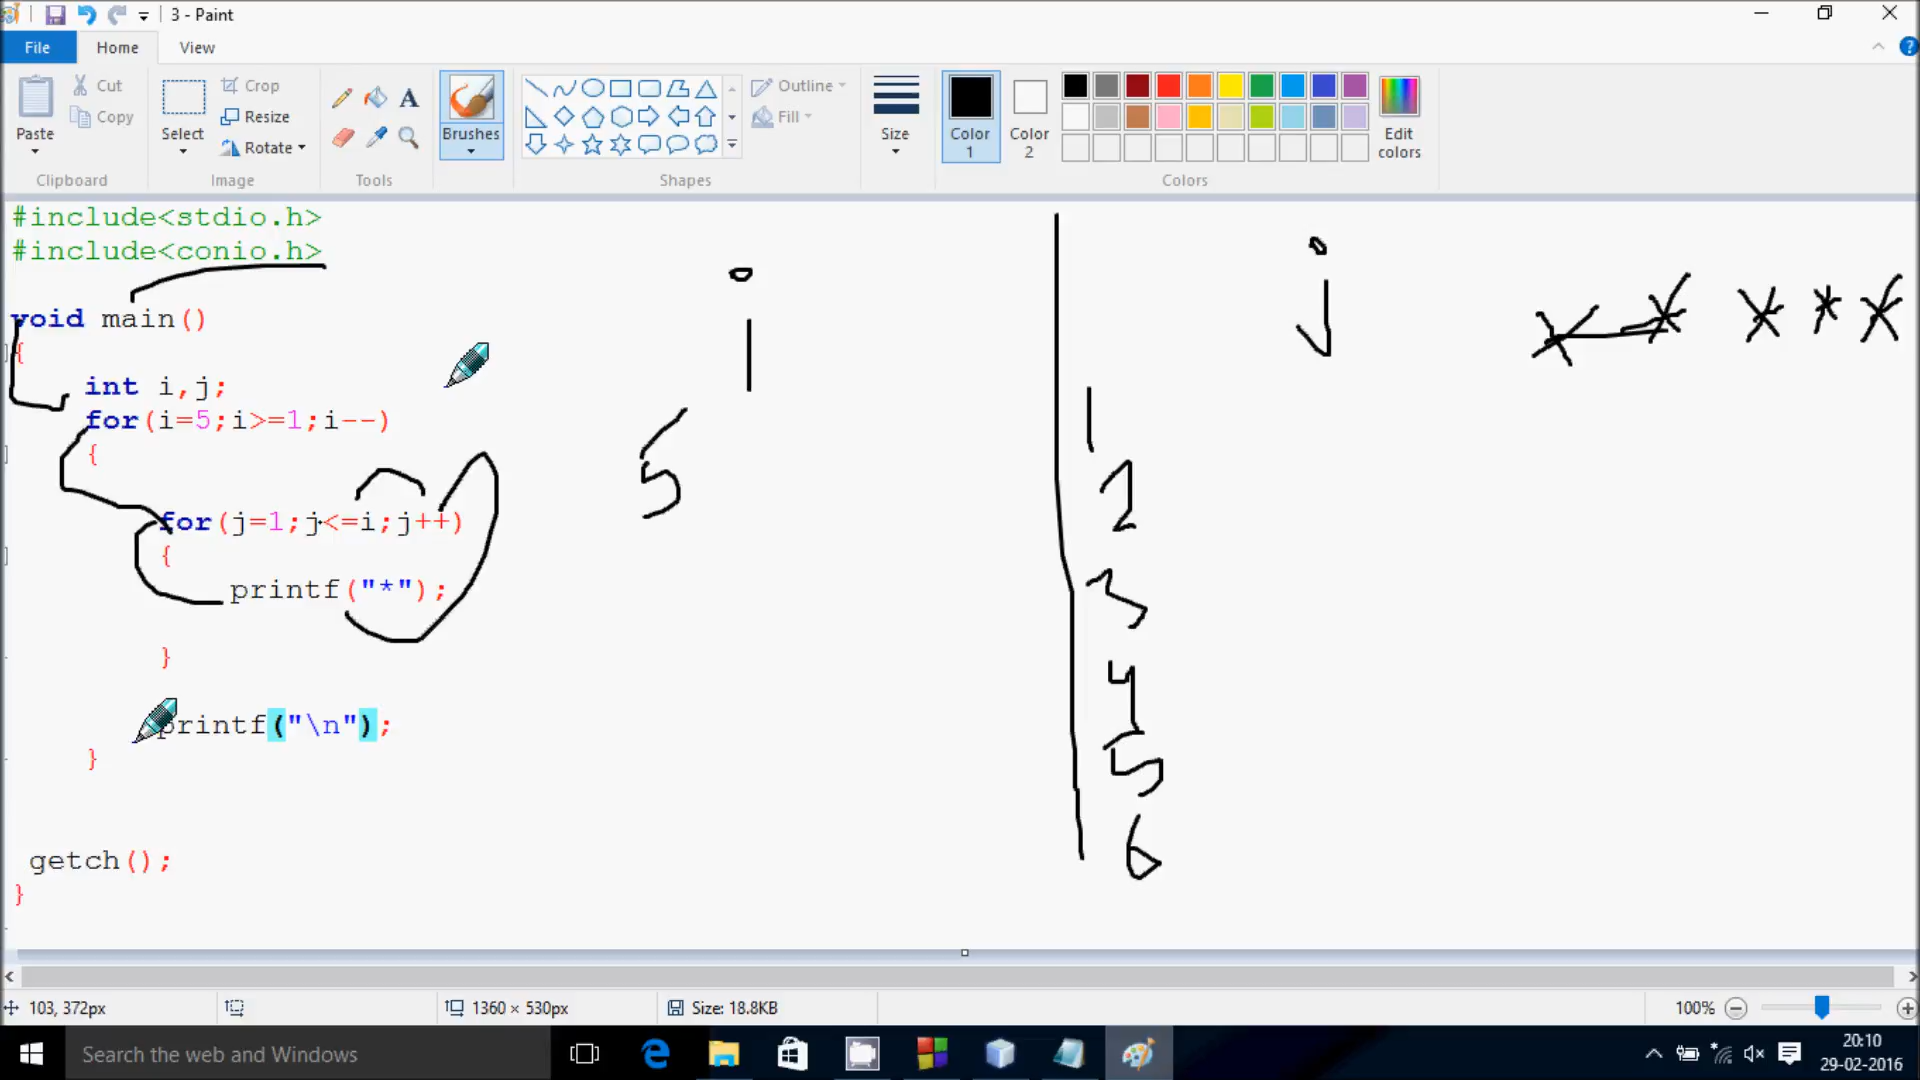 3 - Paint
File Home View
Paste Cut Copy Clipboard
Select Crop Resize Rotate Image
Tools
Brushes
Shapes Outline Fill
Size
Color 1 Color 2 Edit colors Colors
#include<stdio.h>
#include<conio.h>
void main()
{
int i,j;
for(i=5;i>=1;i--)
{
for(j=1;j<=i;j++)
{
printf("*");
}
printf("\n");
}
getch();
}
i
5
j
1
2
3
4
5
6
* * * * *
103, 372px 1360 × 530px Size: 18.8KB 100%
Search the web and Windows
20:10
29-02-2016